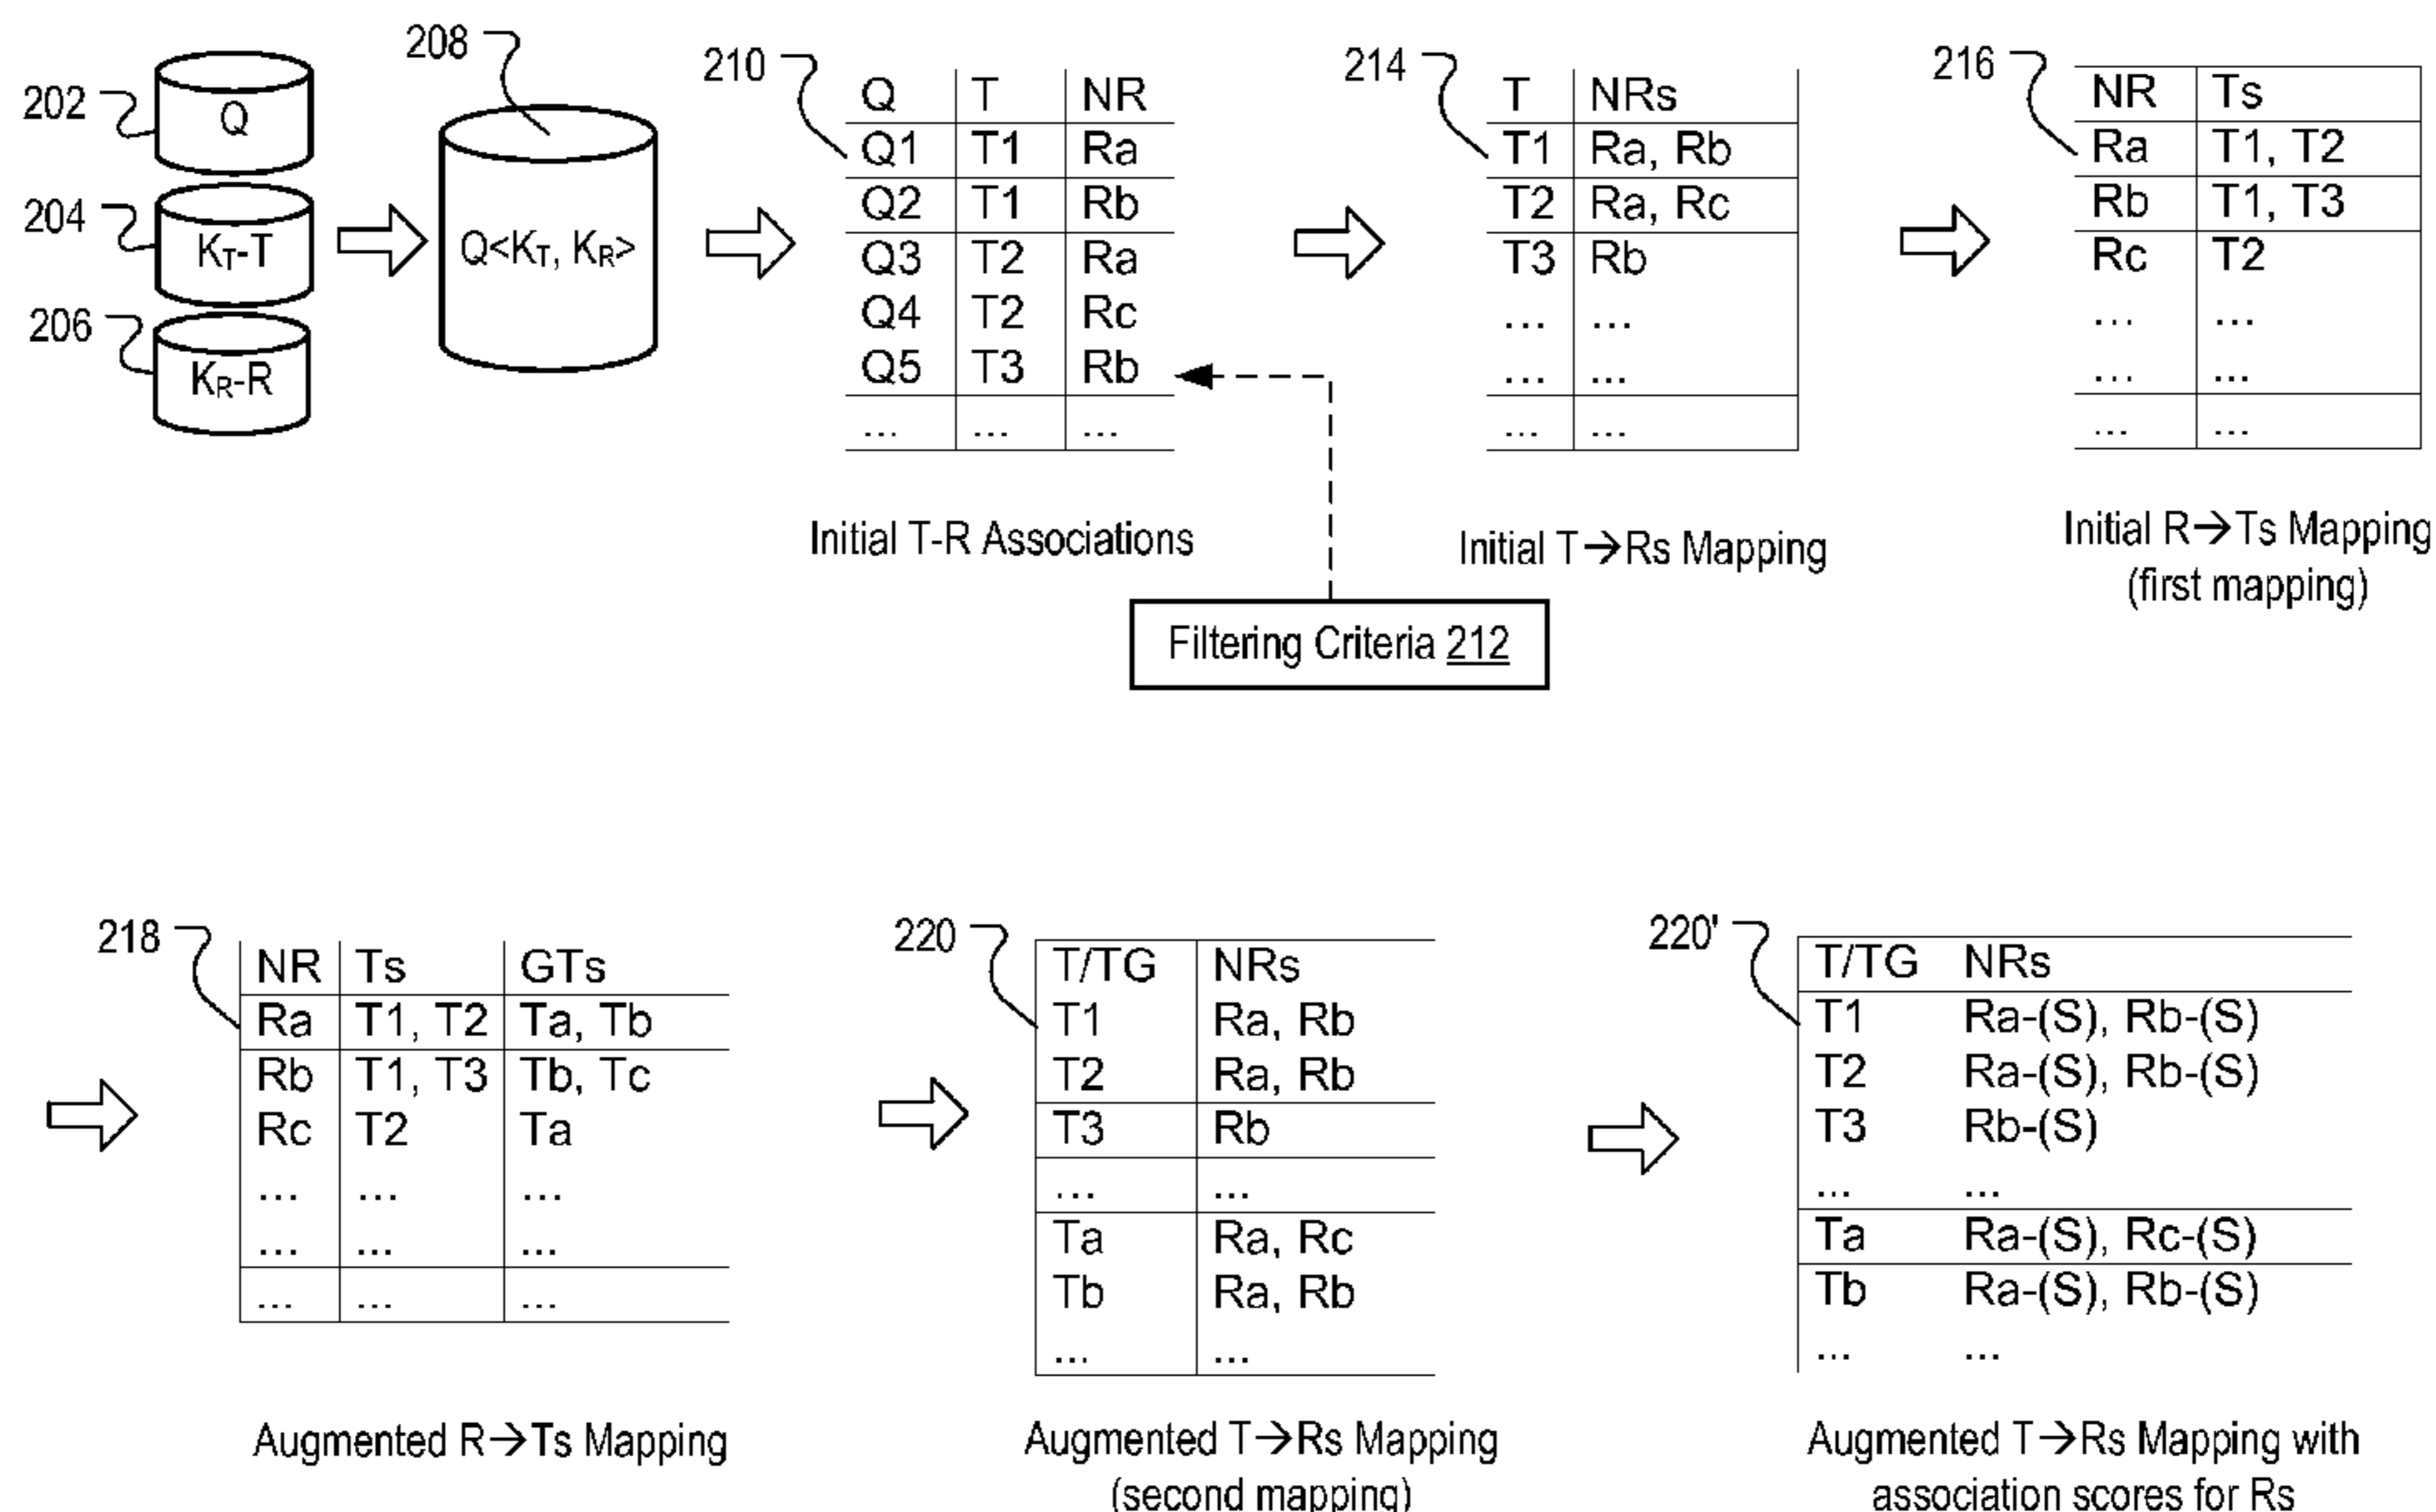 208
202
Q
204
K_T-T
206
K_R-R
Q<K_T, K_R>
210
Q T NR
Q1 T1 Ra
Q2 T1 Rb
Q3 T2 Ra
Q4 T2 Rc
Q5 T3 Rb
... ... ...
Initial T-R Associations
Filtering Criteria 212
214
T NRs
T1 Ra, Rb
T2 Ra, Rc
T3 Rb
... ...
... ...
... ...
Initial T→Rs Mapping
216
NR Ts
Ra T1, T2
Rb T1, T3
Rc T2
... ...
... ...
... ...
Initial R→Ts Mapping
(first mapping)
218
NR Ts GTs
Ra T1, T2 Ta, Tb
Rb T1, T3 Tb, Tc
Rc T2 Ta
... ... ...
... ... ...
... ... ...
Augmented R→Ts Mapping
220
T/TG NRs
T1 Ra, Rb
T2 Ra, Rb
T3 Rb
... ...
Ta Ra, Rc
Tb Ra, Rb
... ...
Augmented T→Rs Mapping
(second mapping)
220'
T/TG NRs
T1 Ra-(S), Rb-(S)
T2 Ra-(S), Rb-(S)
T3 Rb-(S)
... ...
Ta Ra-(S), Rc-(S)
Tb Ra-(S), Rb-(S)
... ...
Augmented T→Rs Mapping with
association scores for Rs